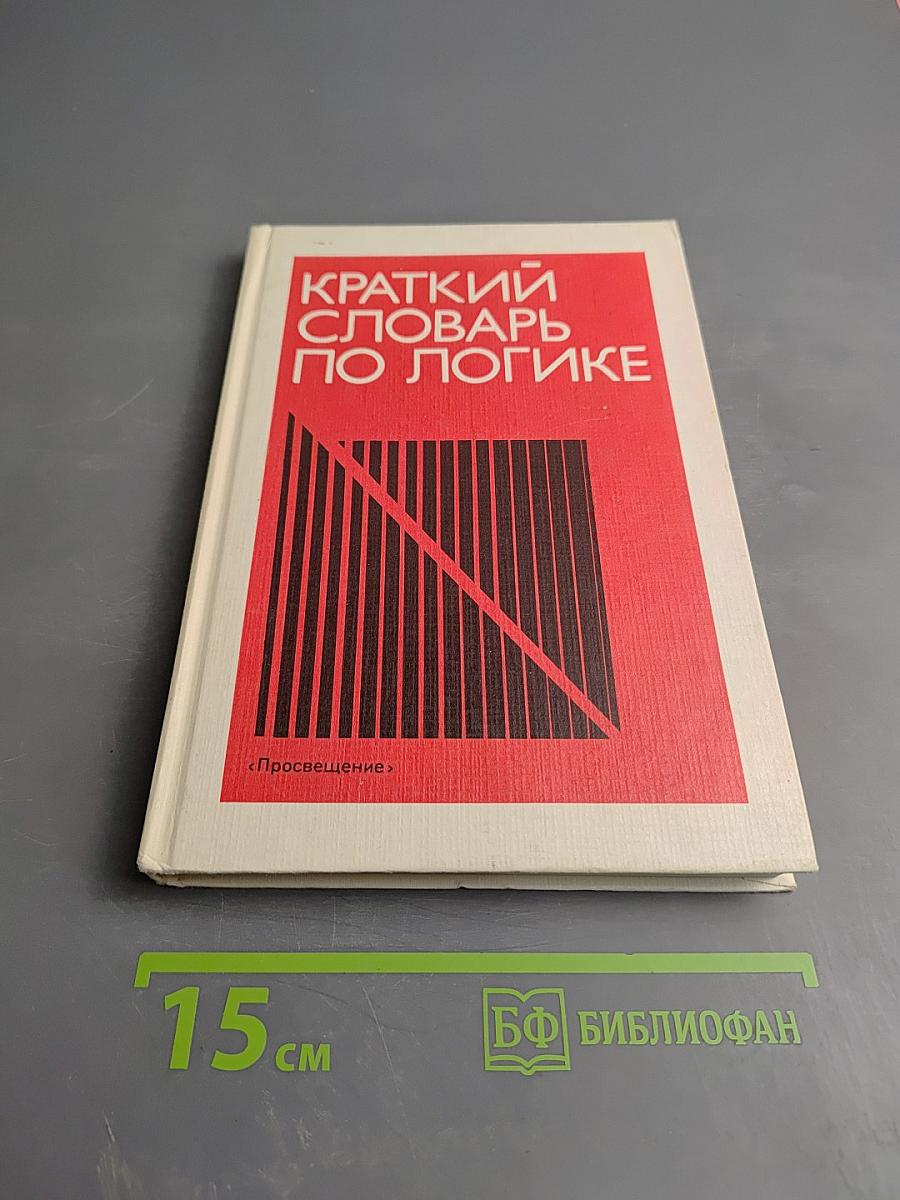 КРАТКИЙ
СЛОВАРЬ
ПО ЛОГИКЕ
‹Просвещение›
15 см
БФ БИБЛИОФАН